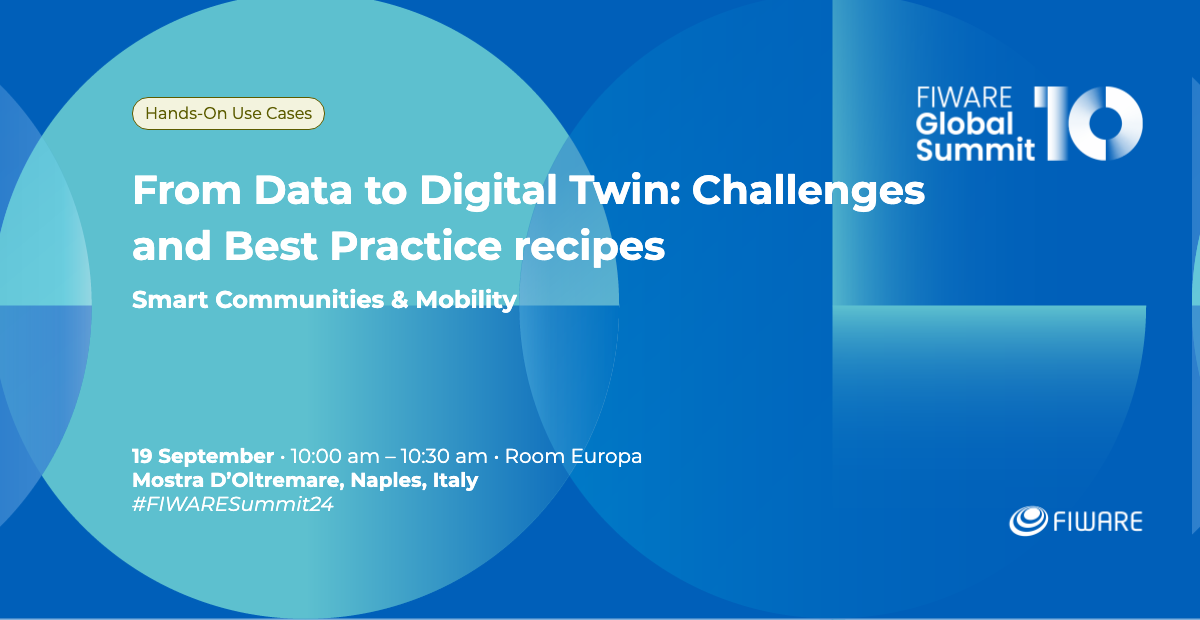 Hands-On Use Cases
FIWARE
Global
Summit
10
From Data to Digital Twin: Challenges
and Best Practice recipes
Smart Communities & Mobility
19 September · 10:00 am – 10:30 am · Room Europa
Mostra D’Oltremare, Naples, Italy
#FIWARESummit24
FIWARE